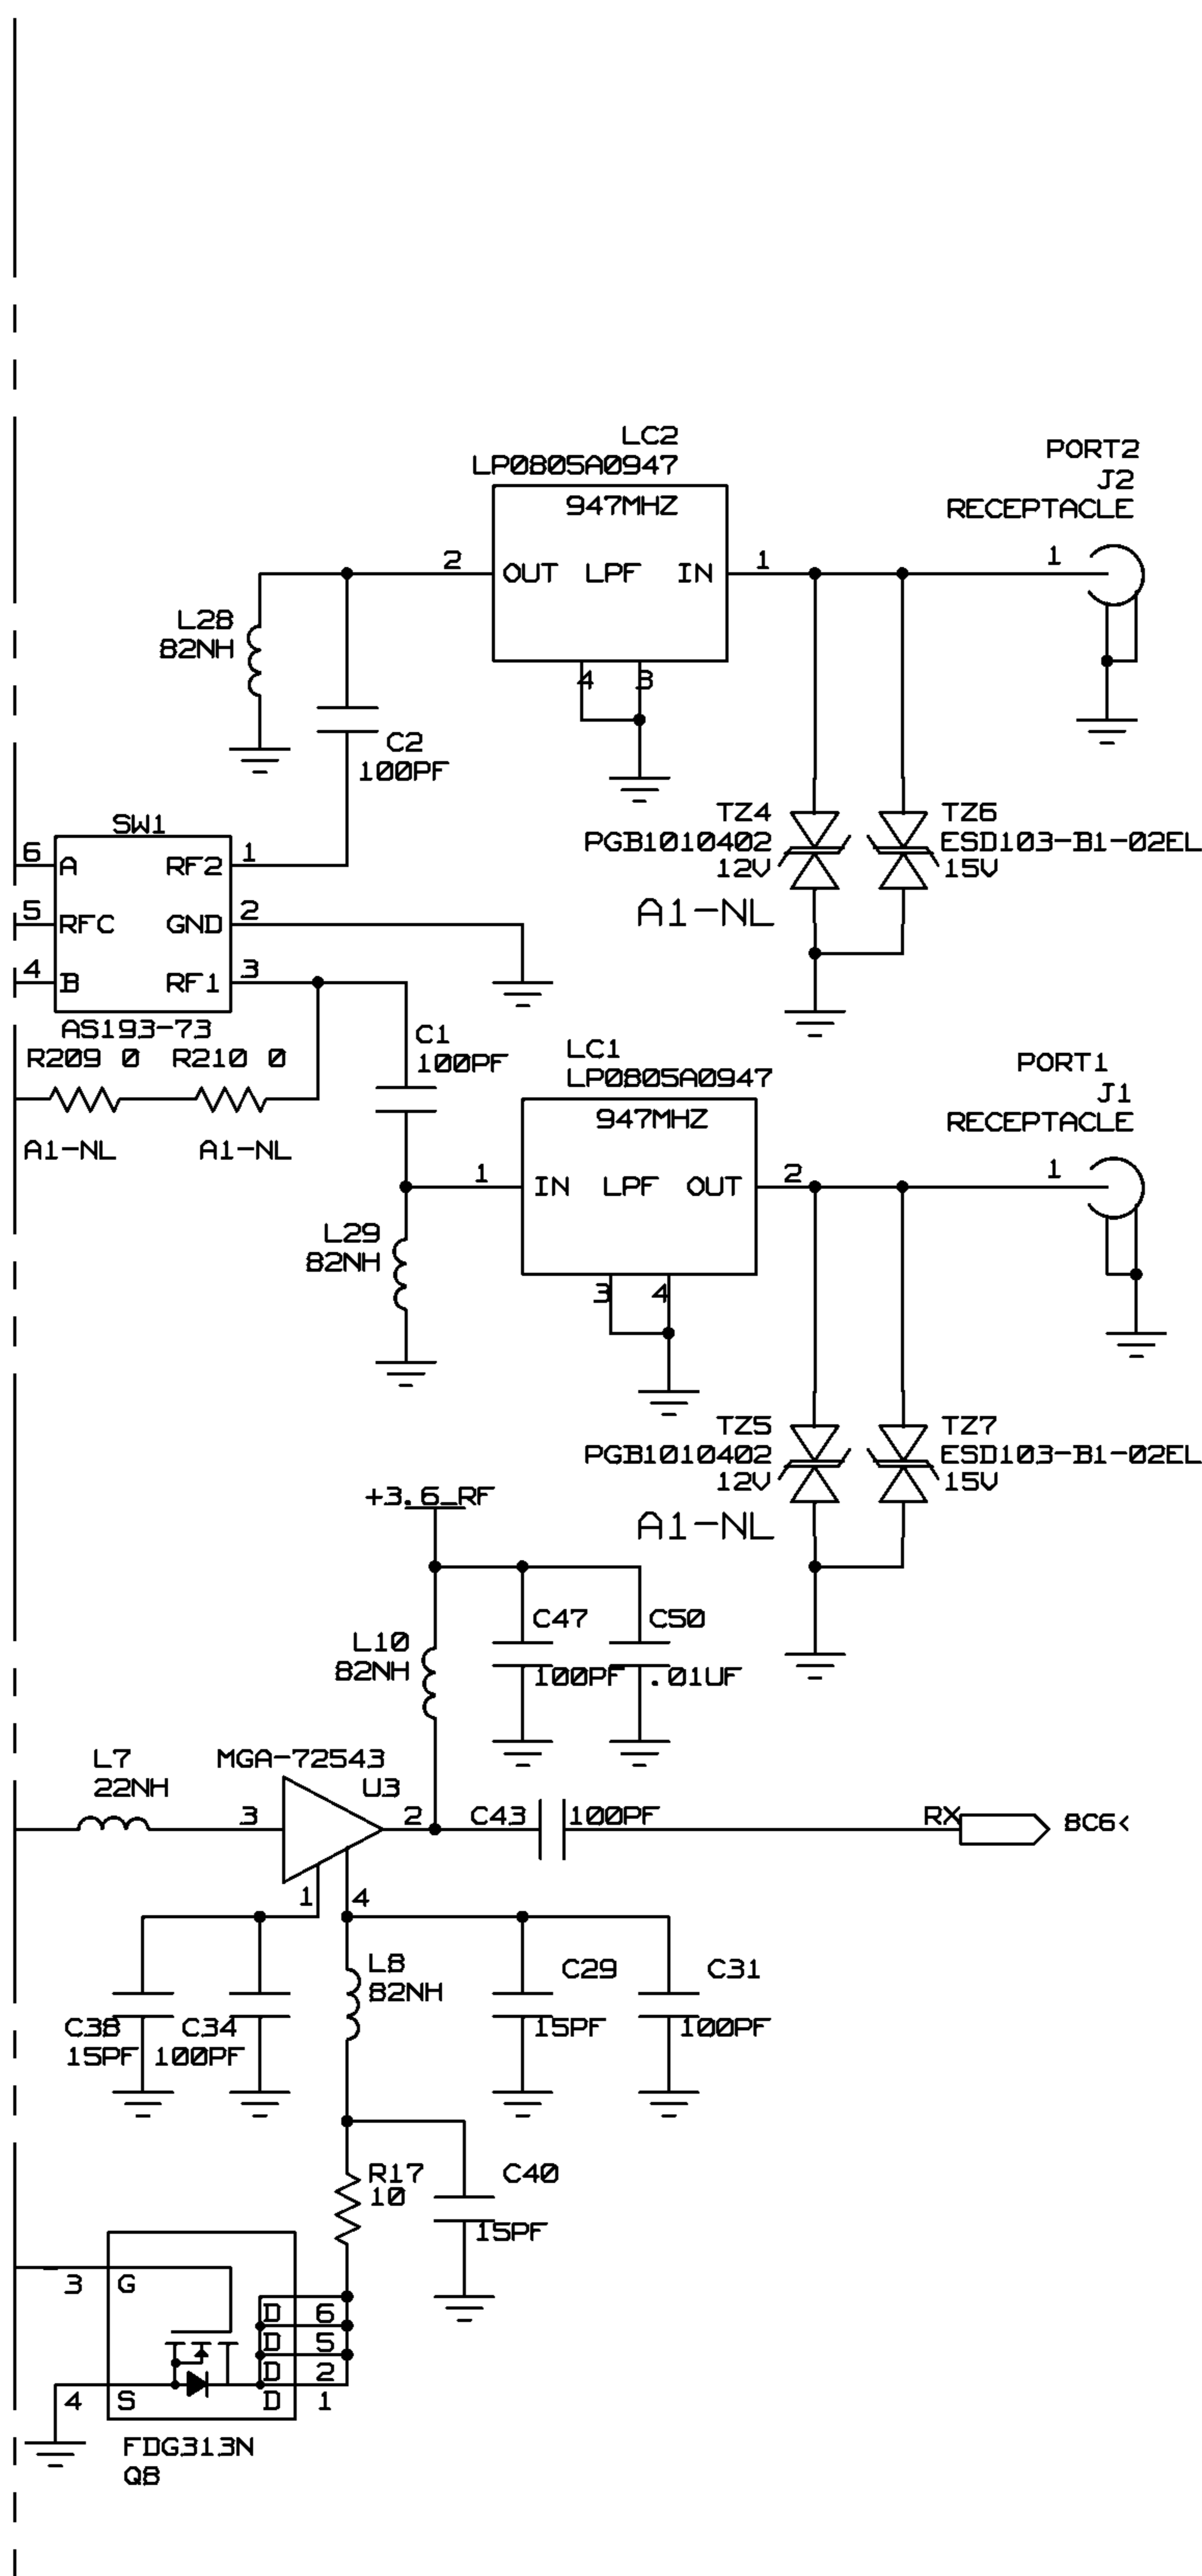 LC2
LP0805A0947
947MHZ
PORT2
J2
RECEPTACLE
2
OUT LPF IN
1
1
L28
82NH
4 3
C2
100PF
SW1
6 A RF2 1
5 RFC GND 2
4 B RF1 3
AS193-73
TZ4
PGB1010402
12V
A1-NL
TZ6
ESD103-B1-02EL
15V
R209 0 R210 0
A1-NL A1-NL
C1
100PF
LC1
LP0805A0947
947MHZ
PORT1
J1
RECEPTACLE
1
IN LPF OUT
2
1
L29
82NH
3 4
TZ5
PGB1010402
12V
A1-NL
TZ7
ESD103-B1-02EL
15V
+3.6_RF
L10
82NH
C47
100PF
C50
.01UF
L7
22NH
MGA-72543
U3
3
2
C43 100PF
RX
8C6<
1 4
L8
82NH
C29
15PF
C31
100PF
C38
15PF
C34
100PF
R17
10
C40
15PF
3 G
D 6
D 5
D 2
4 S D 1
FDG313N
Q8